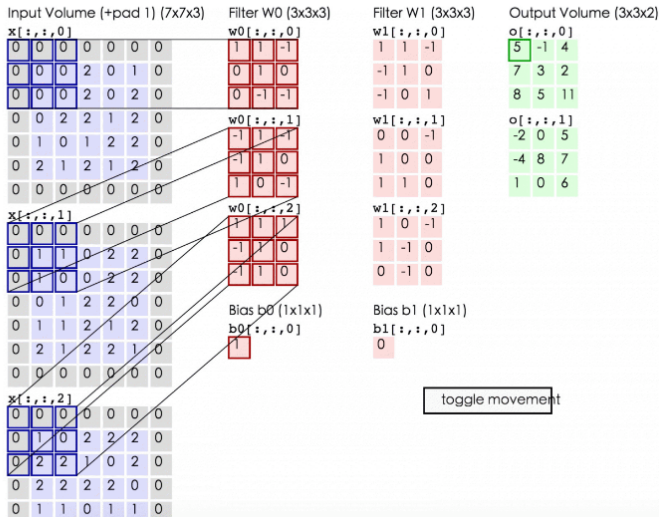 Input Volume (+pad 1) (7x7x3)
x[:,:,0]
0 0 0 0 0 0 0
0 0 0 2 0 1 0
0 0 0 2 0 2 0
0 0 2 2 1 2 0
0 1 0 1 2 2 0
0 2 1 2 1 2 0
0 0 0 0 0 0 0
x[:,:,1]
0 0 0 0 0 0 0
0 1 1 0 2 2 0
0 1 0 0 2 2 0
0 0 1 2 2 0 0
0 1 1 2 1 2 0
0 2 1 2 2 1 0
0 0 0 0 0 0 0
x[:,:,2]
0 0 0 0 0 0 0
0 1 0 2 2 2 0
0 2 2 1 0 2 0
0 2 2 2 2 0 0
0 1 1 0 1 1 0
Filter W0 (3x3x3)
w0[:,:,0]
1 1 -1
0 1 0
0 -1 -1
w0[:,:,1]
-1 1 -1
-1 1 0
1 0 -1
w0[:,:,2]
1 1 1
-1 1 0
-1 1 0
Bias b0 (1x1x1)
b0[:,:,0]
1
Filter W1 (3x3x3)
w1[:,:,0]
1 1 -1
-1 1 0
-1 0 1
w1[:,:,1]
0 0 -1
1 0 0
1 1 0
w1[:,:,2]
1 0 -1
1 -1 0
0 -1 0
Bias b1 (1x1x1)
b1[:,:,0]
0
Output Volume (3x3x2)
o[:,:,0]
5 -1 4
7 3 2
8 5 11
o[:,:,1]
-2 0 5
-4 8 7
1 0 6
toggle movement